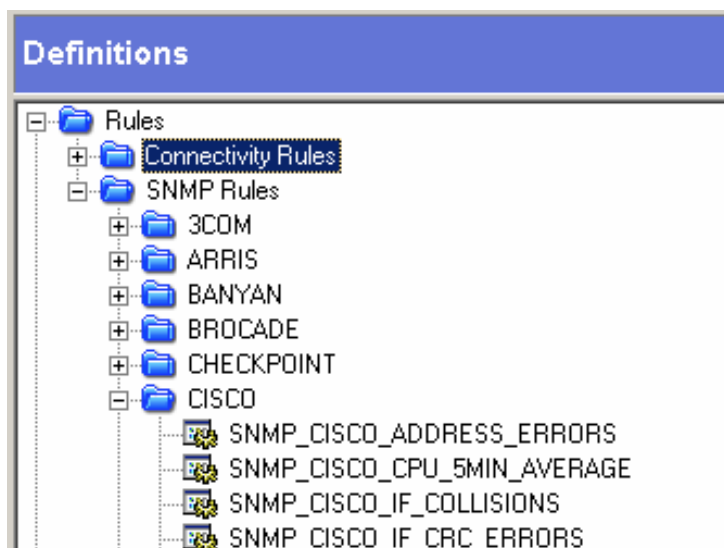 Definitions
Rules
Connectivity Rules
SNMP Rules
3COM
ARRIS
BANYAN
BROCADE
CHECKPOINT
CISCO
SNMP_CISCO_ADDRESS_ERRORS
SNMP_CISCO_CPU_5MIN_AVERAGE
SNMP_CISCO_IF_COLLISIONS
SNMP_CISCO_IF_CRC_ERRORS